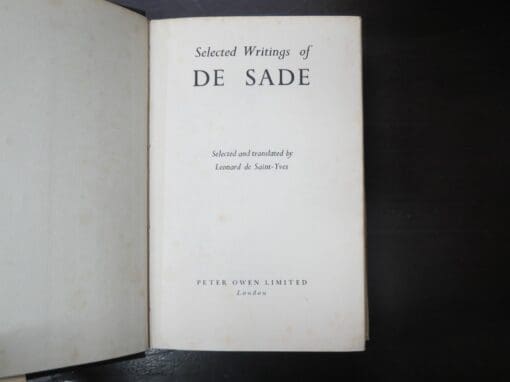 Selected Writings of
DE SADE
Selected and translated by
Leonard de Saint-Yves
PETER OWEN LIMITED
London